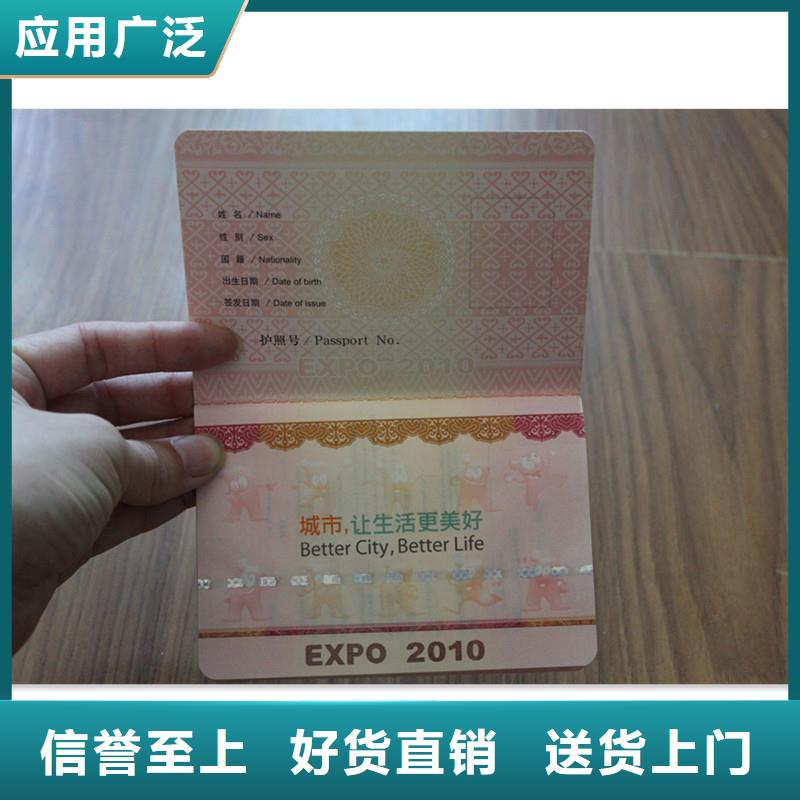 应用广泛
姓 名 / Name
性 别 / Sex
国 籍 / Nationality
出生日期 / Date of birth
签发日期 / Date of issue
护照号 / Passport No.
EXPO 2010
城市,让生活更美好
Better City, Better Life
EXPO 2010
信誉至上 好货直销 送货上门